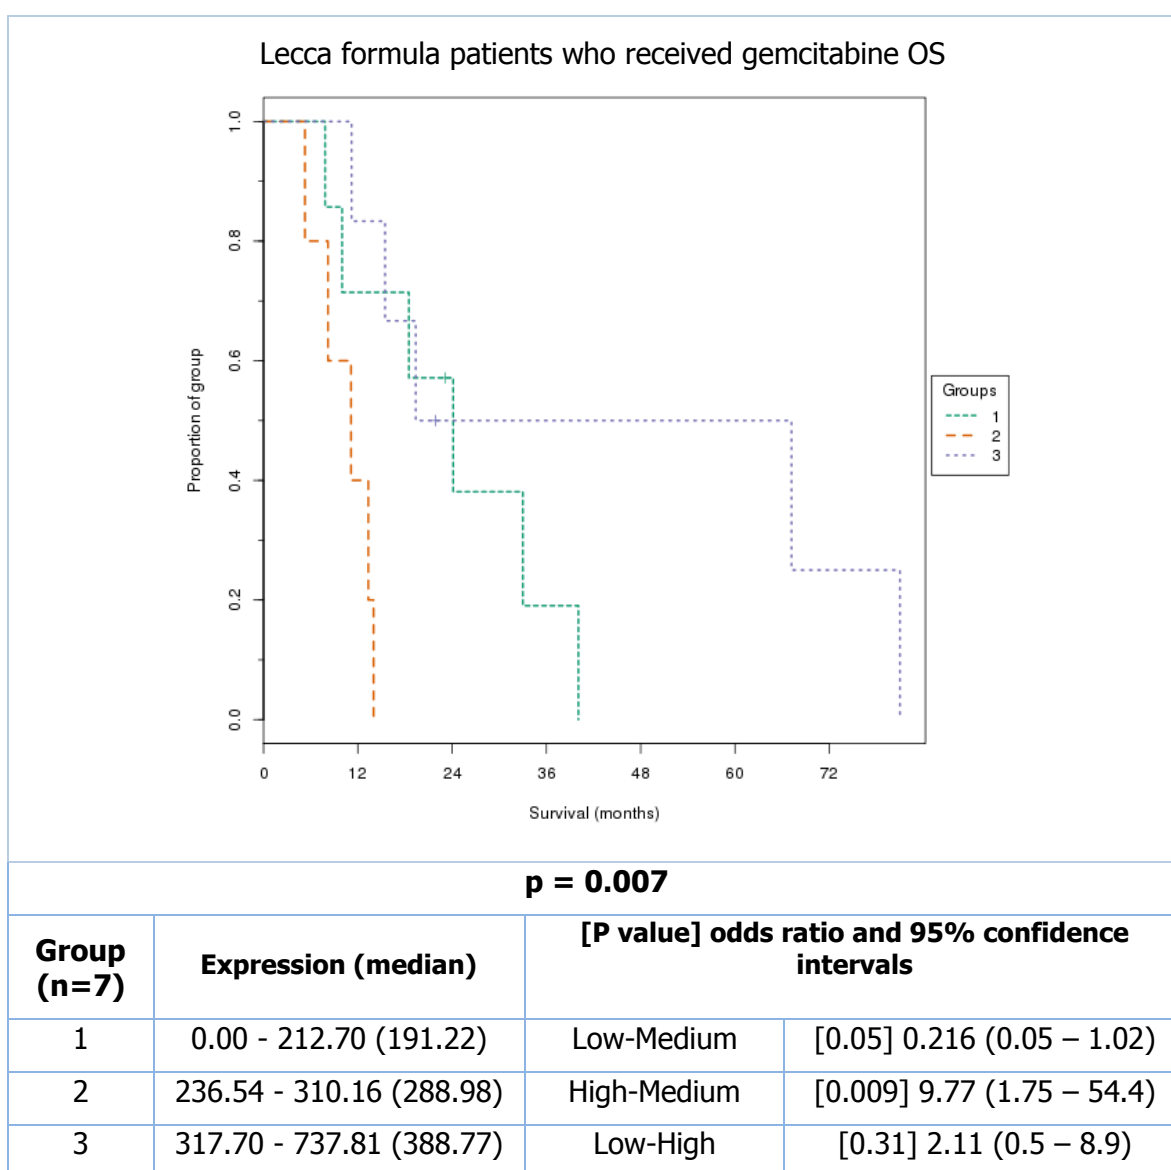 Lecca formula patients who received gemcitabine OS
1.0
0.8
0.6
0.4
0.2
0.0
Proportion of group
0 12 24 36 48 60 72
Survival (months)
Groups
1
2
3
p = 0.007
Group (n=7) Expression (median) [P value] odds ratio and 95% confidence intervals
1 0.00 - 212.70 (191.22) Low-Medium [0.05] 0.216 (0.05 – 1.02)
2 236.54 - 310.16 (288.98) High-Medium [0.009] 9.77 (1.75 – 54.4)
3 317.70 - 737.81 (388.77) Low-High [0.31] 2.11 (0.5 – 8.9)